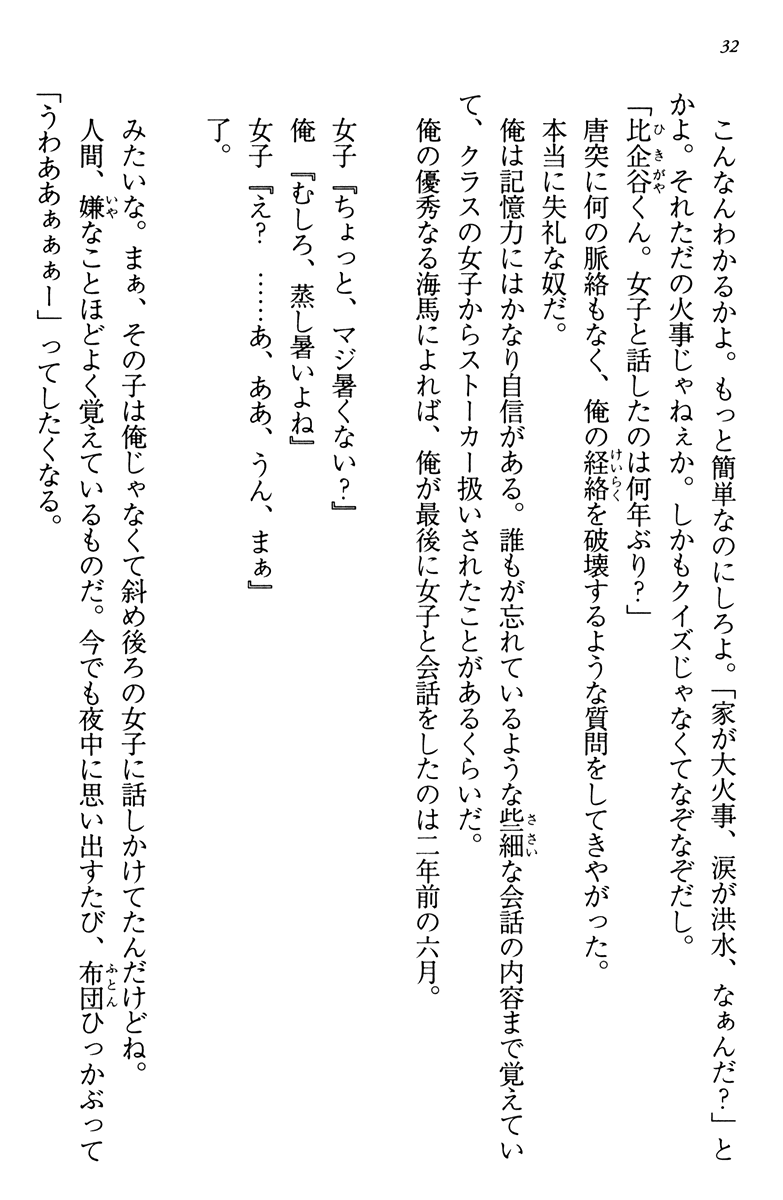 32
こんなんわかるかよ。もっと簡単なのにしろよ。「家が大火事、涙が洪水、なぁんだ？」と
かよ。それただの火事じゃねぇか。しかもクイズじゃなくてなぞなぞだし。
「比企谷くん。女子と話したのは何年ぶり？」
唐突に何の脈絡もなく、俺の経絡を破壊するような質問をしてきやがった。
本当に失礼な奴だ。
俺は記憶力にはかなり自信がある。誰もが忘れているような些細な会話の内容まで覚えてい
て、クラスの女子からストーカー扱いされたことがあるくらいだ。
俺の優秀なる海馬によれば、俺が最後に女子と会話をしたのは二年前の六月。
女子『ちょっと、マジ暑くない？』
俺　『むしろ、蒸し暑いよね』
女子『え？　……あ、ああ、うん、まぁ』
了。
みたいな。まぁ、その子は俺じゃなくて斜め後ろの女子に話しかけてたんだけどね。
人間、嫌なことほどよく覚えているものだ。今でも夜中に思い出すたび、布団ひっかぶって
「うわああぁぁぁー」ってしたくなる。